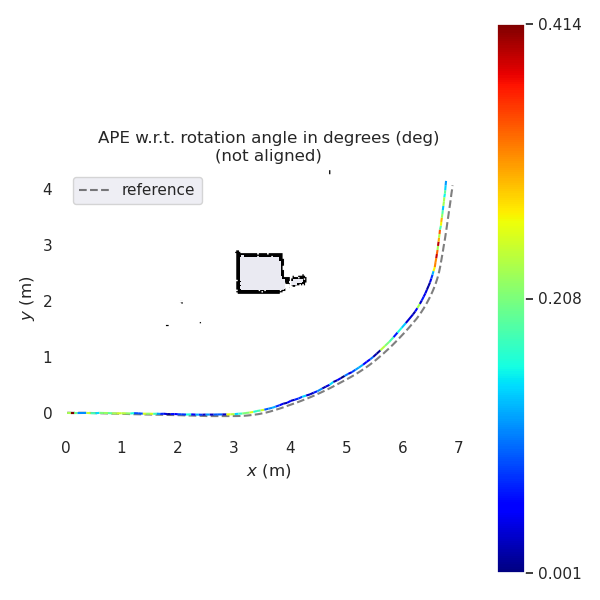 APE w.r.t. rotation angle in degrees (deg)
(not aligned)
reference
4
3
2
1
0
y (m)
0 1 2 3 4 5 6 7
x (m)
0.414
0.208
0.001